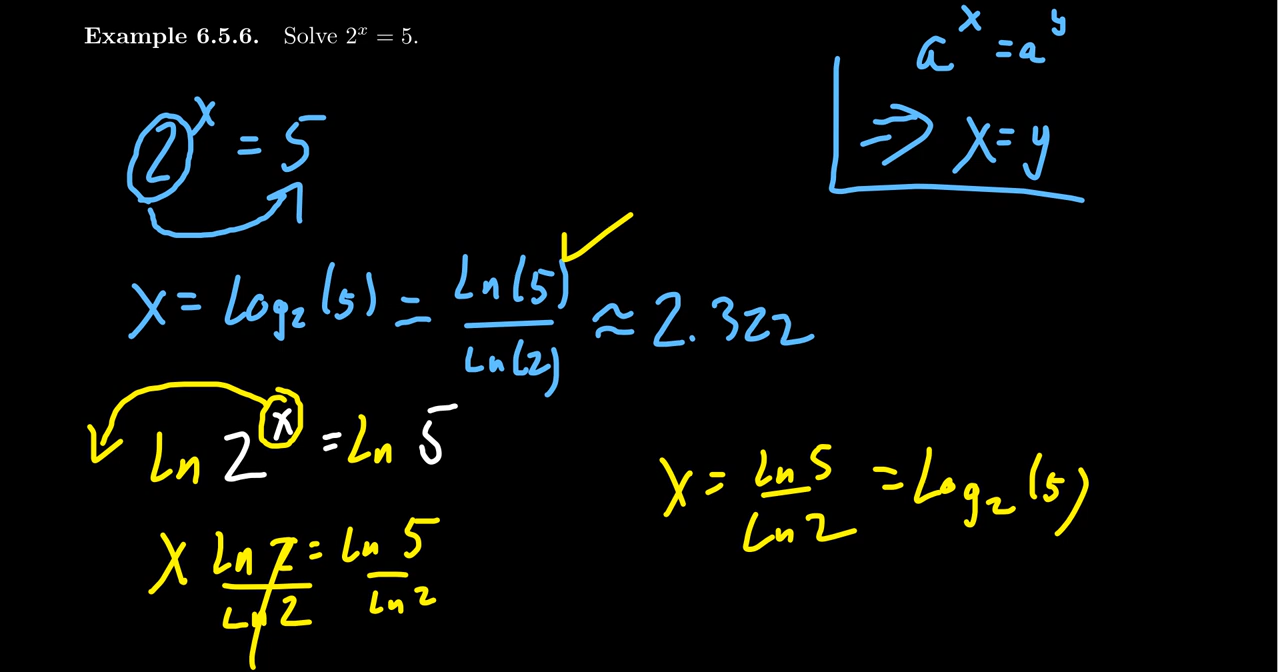 Example 6.5.6. Solve 2^x = 5.
a^x = a^y
⇒ x = y
2^x = 5
x = log₂(5) = ln(5)/ln(2) ≈ 2.322
ln 2^x = ln 5
x ln 2 / ln 2 = ln 5 / ln 2
x = ln 5 / ln 2 = log₂(5)